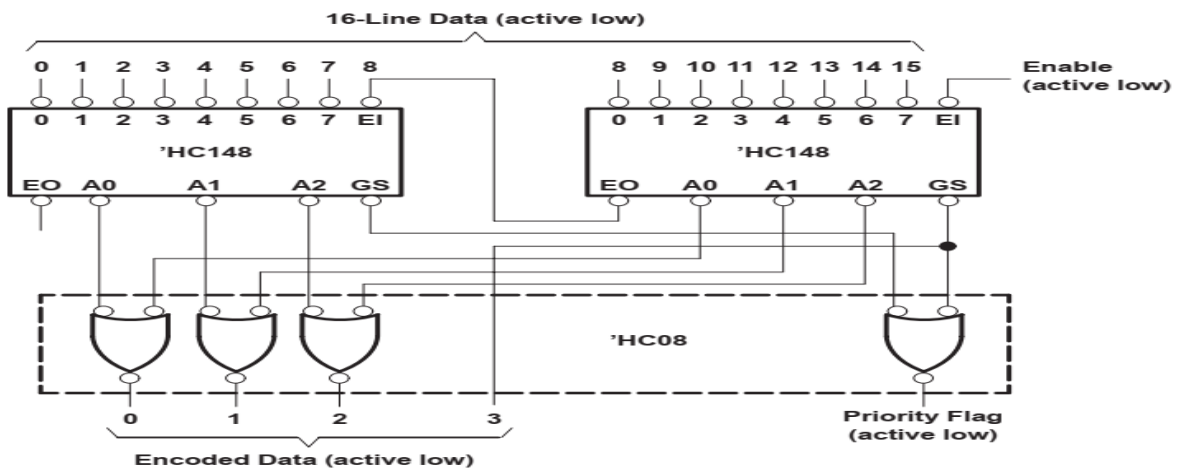 16-Line Data (active low)
0 1 2 3 4 5 6 7 8 8 9 10 11 12 13 14 15 Enable
(active low)
0 1 2 3 4 5 6 7 EI 0 1 2 3 4 5 6 7 EI
'HC148 'HC148
EO A0 A1 A2 GS EO A0 A1 A2 GS
'HC08
0 1 2 3 Priority Flag
(active low)
Encoded Data (active low)